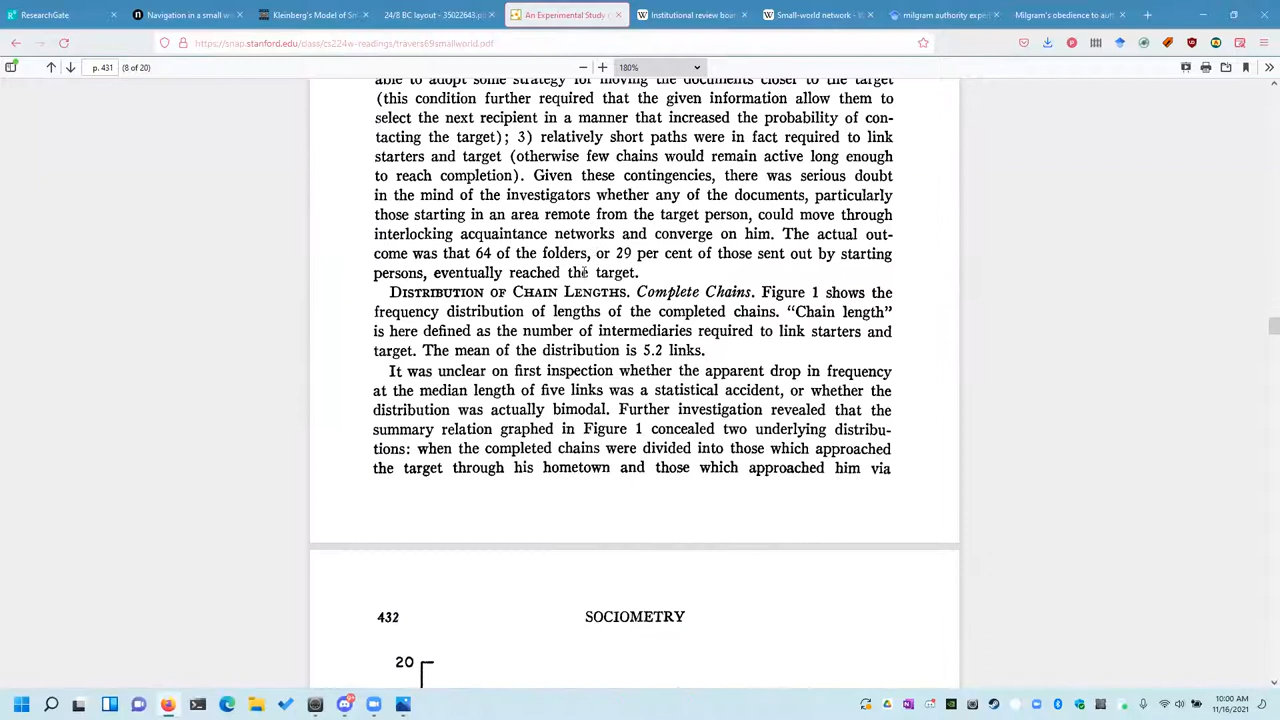 ResearchGate
Navigation in a small w
Kleinberg's Model of Sm
24/8 BC layout - 35022643.p
An Experimental Study o
Institutional review boa
Small-world network - W
milgram authority expe
Milgram's obedience to aut
https://snap.stanford.edu/class/cs224w-readings/travers69smallworld.pdf
p. 431 (8 of 20)
180%
able to adopt some strategy for moving the documents closer to the target
(this condition further required that the given information allow them to
select the next recipient in a manner that increased the probability of con-
tacting the target); 3) relatively short paths were in fact required to link
starters and target (otherwise few chains would remain active long enough
to reach completion). Given these contingencies, there was serious doubt
in the mind of the investigators whether any of the documents, particularly
those starting in an area remote from the target person, could move through
interlocking acquaintance networks and converge on him. The actual out-
come was that 64 of the folders, or 29 per cent of those sent out by starting
persons, eventually reached the target.
DISTRIBUTION OF CHAIN LENGTHS. Complete Chains. Figure 1 shows the
frequency distribution of lengths of the completed chains. “Chain length”
is here defined as the number of intermediaries required to link starters and
target. The mean of the distribution is 5.2 links.
It was unclear on first inspection whether the apparent drop in frequency
at the median length of five links was a statistical accident, or whether the
distribution was actually bimodal. Further investigation revealed that the
summary relation graphed in Figure 1 concealed two underlying distribu-
tions: when the completed chains were divided into those which approached
the target through his hometown and those which approached him via
432 SOCIOMETRY
20
10:00 AM
11/16/2021